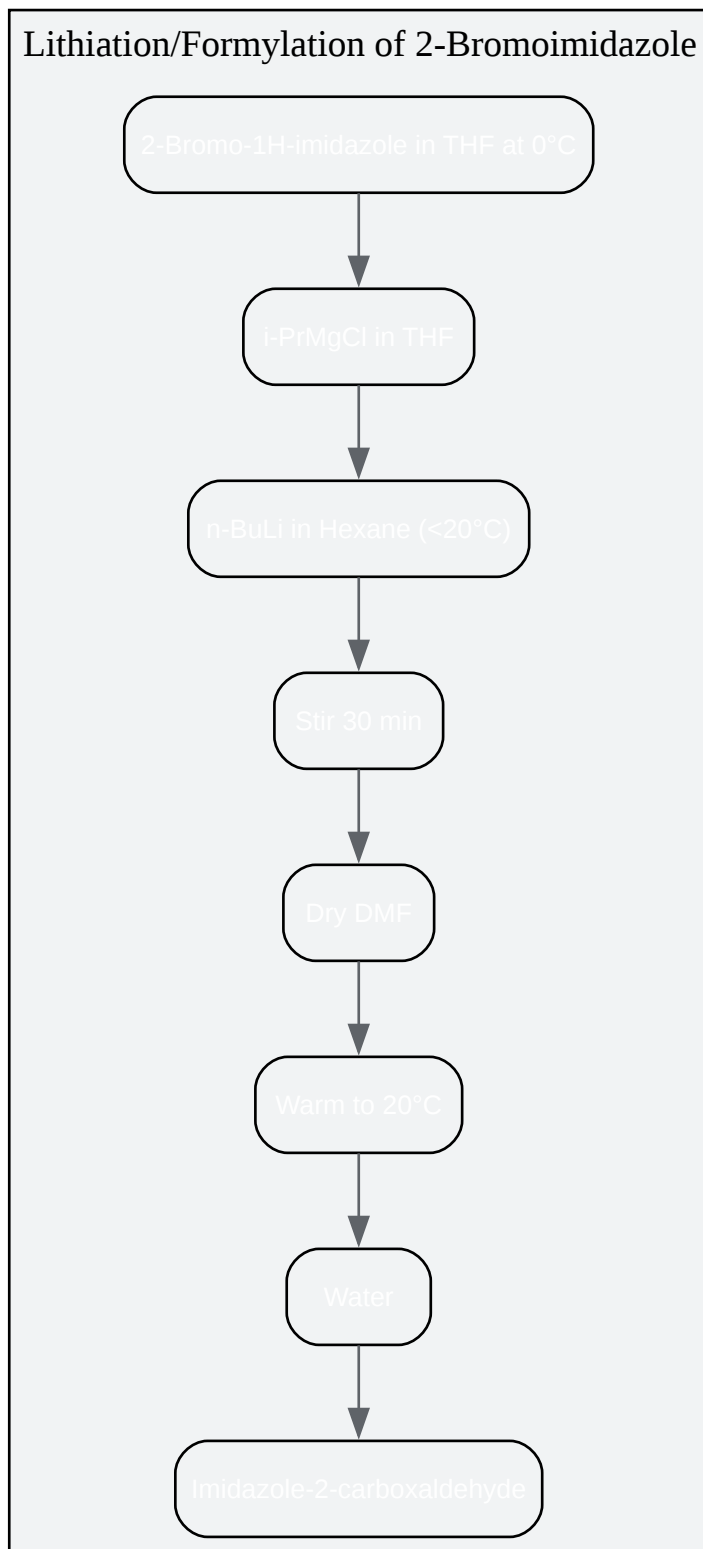 Lithiation/Formylation of 2-Bromoimidazole
2-Bromo-1H-imidazole in THF at 0°C
i-PrMgCl in THF
n-BuLi in Hexane (<20°C)
Stir 30 min
Dry DMF
Warm to 20°C
Water
Imidazole-2-carboxaldehyde